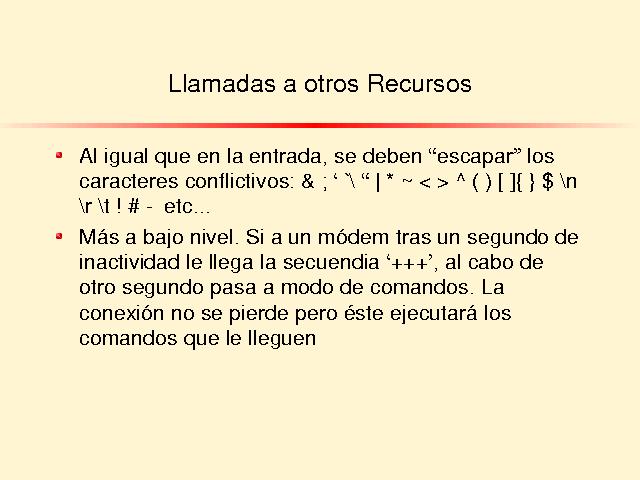 Llamadas a otros Recursos
Al igual que en la entrada, se deben “escapar” los
caracteres conflictivos: & ; ‘ `\ “ | * ~ < > ^ ( ) [ ]{ } $ \n
\r \t ! # -  etc...
Más a bajo nivel. Si a un módem tras un segundo de
inactividad le llega la secuendia ‘+++’, al cabo de
otro segundo pasa a modo de comandos. La
conexión no se pierde pero éste ejecutará los
comandos que le lleguen